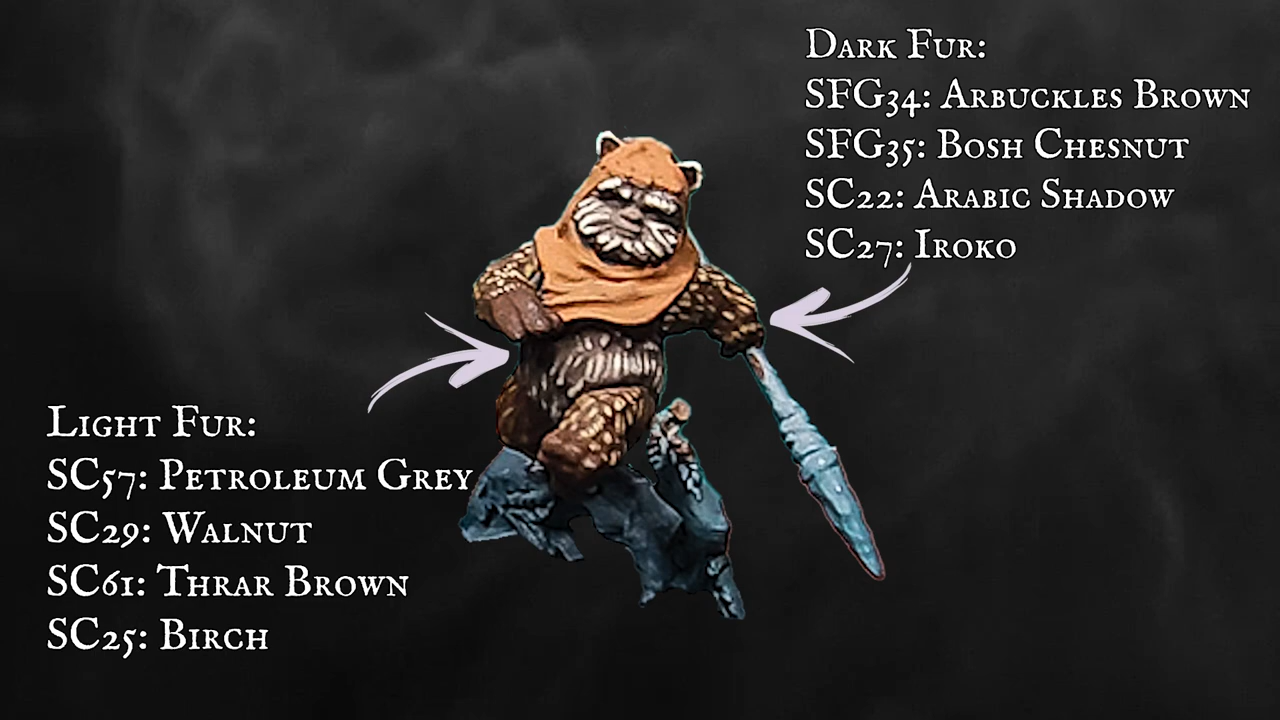 Dark Fur:
SFG34: Arbuckles Brown
SFG35: Bosh Chesnut
SC22: Arabic Shadow
SC27: Iroko
Light Fur:
SC57: Petroleum Grey
SC29: Walnut
SC61: Thrar Brown
SC25: Birch